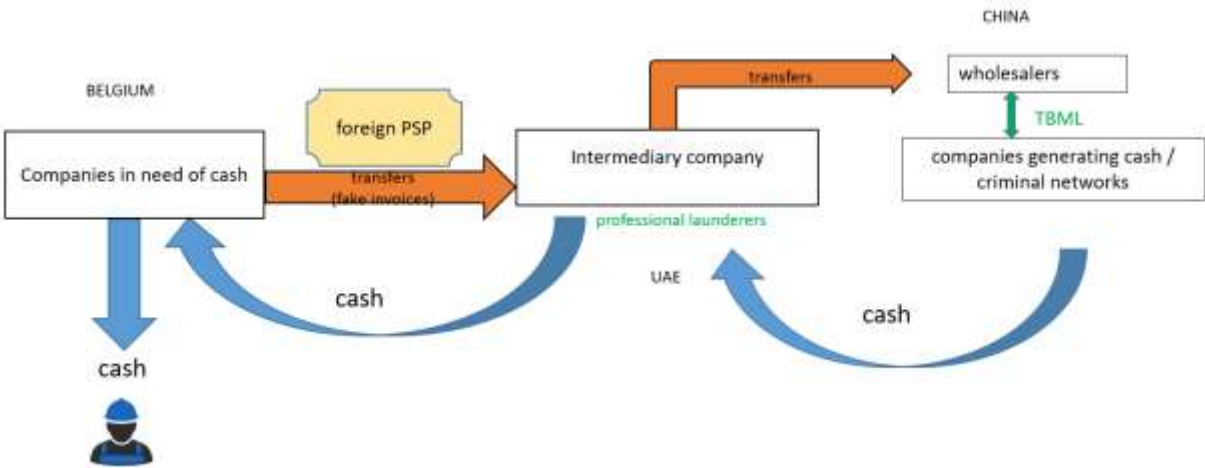 CHINA
wholesalers
transfers
BELGIUM
TBML
foreign PSP
Intermediary company
companies generating cash /
criminal networks
Companies in need of cash
transfers
(fake invoices)
professional launderers
UAE
cash
cash
cash